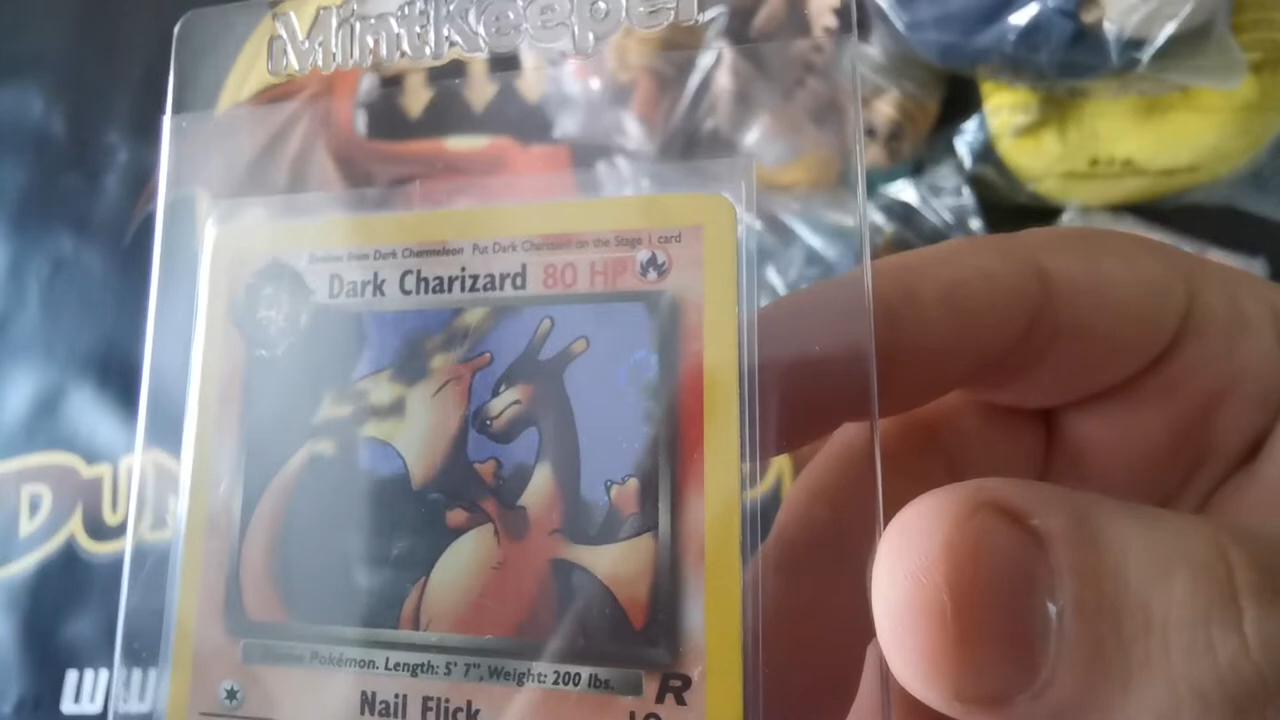 MintKeeper
from Dark Charmeleon Put Dark Charizard on the Stage 1 card
Dark Charizard 80 HP
Pokémon. Length: 5' 7", Weight: 200 lbs.
R
Nail Flick